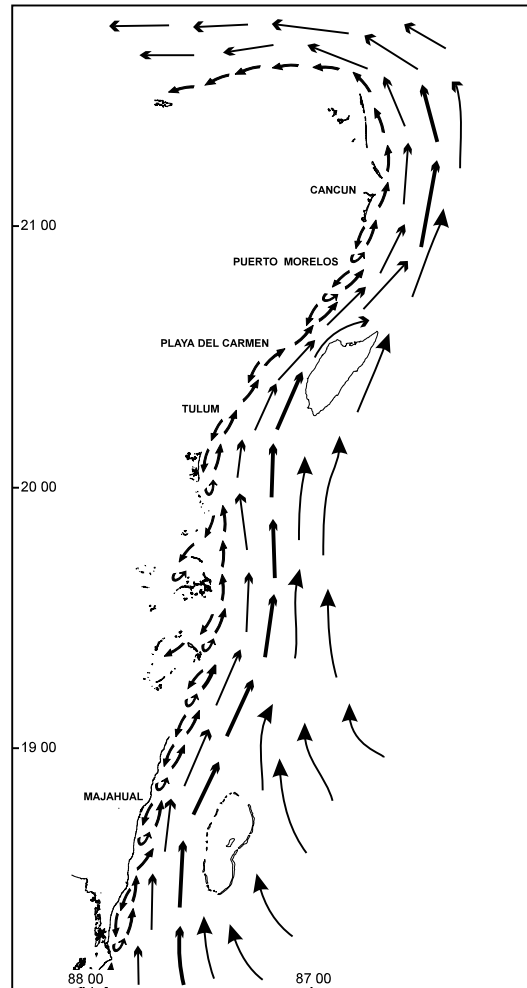 CANCUN
21 00
PUERTO MORELOS
PLAYA DEL CARMEN
TULUM
20 00
19 00
MAJAHUAL
88 00
87 00